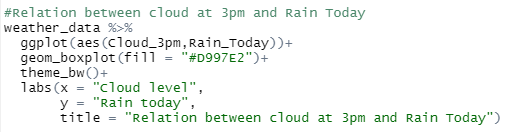 #Relation between cloud at 3pm and Rain Today
weather_data %>%
  ggplot(aes(Cloud_3pm,Rain_Today))+
  geom_boxplot(fill = "#D997E2")+
  theme_bw()+
  labs(x = "Cloud level",
       y = "Rain today",
       title = "Relation between cloud at 3pm and Rain Today")